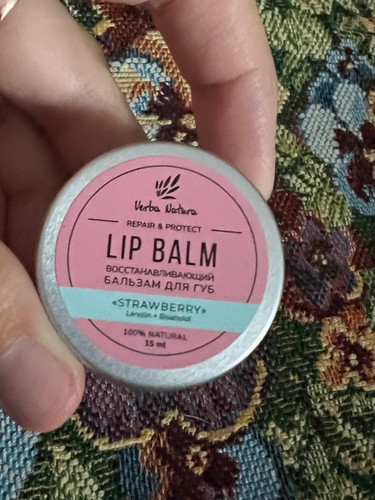 Verba Natura
REPAIR & PROTECT
LIP BALM
ВОССТАНАВЛИВАЮЩИЙ
БАЛЬЗАМ ДЛЯ ГУБ
«STRAWBERRY»
Lanolin + Bisabolol
100% NATURAL
15 ml